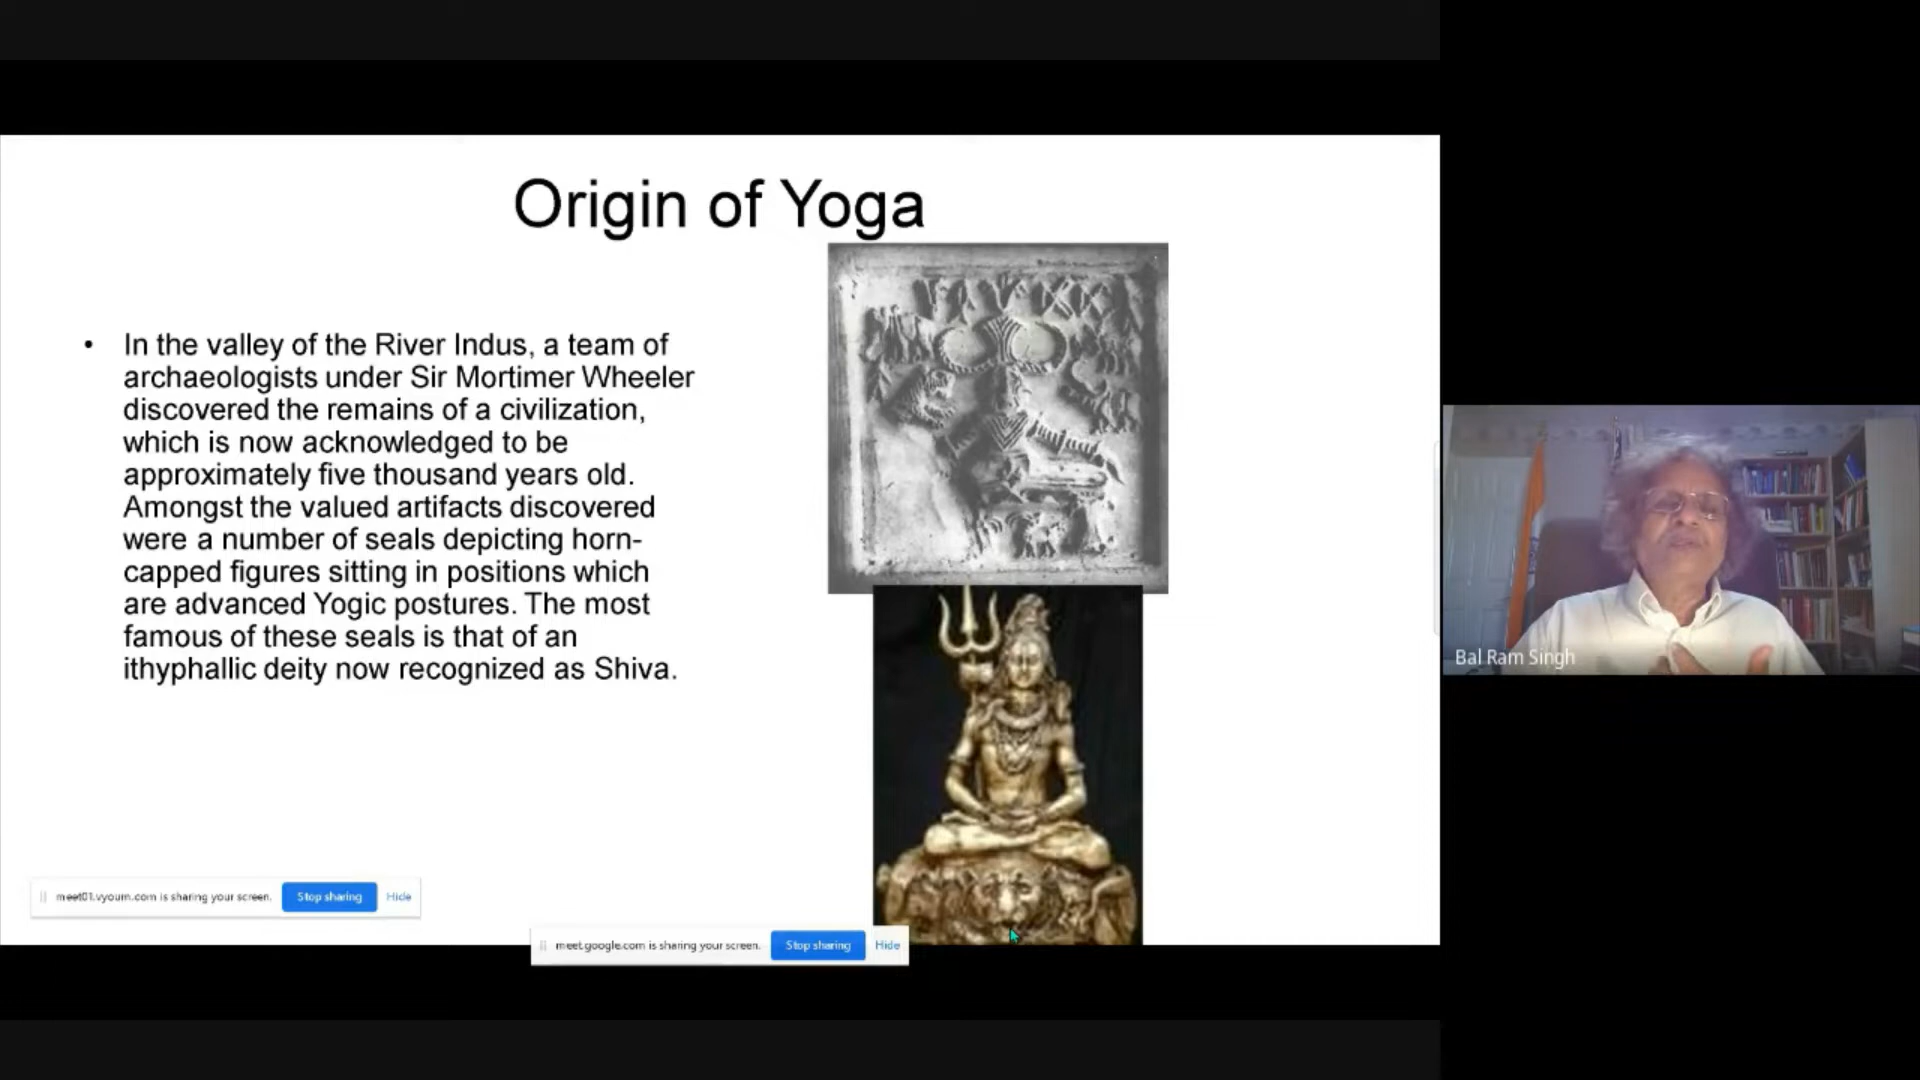 Origin of Yoga
• In the valley of the River Indus, a team of
archaeologists under Sir Mortimer Wheeler
discovered the remains of a civilization,
which is now acknowledged to be
approximately five thousand years old.
Amongst the valued artifacts discovered
were a number of seals depicting horn-
capped figures sitting in positions which
are advanced Yogic postures. The most
famous of these seals is that of an
ithyphallic deity now recognized as Shiva.
Bal Ram Singh
meet01.vyoum.com is sharing your screen. Stop sharing Hide
meet.google.com is sharing your screen. Stop sharing Hide